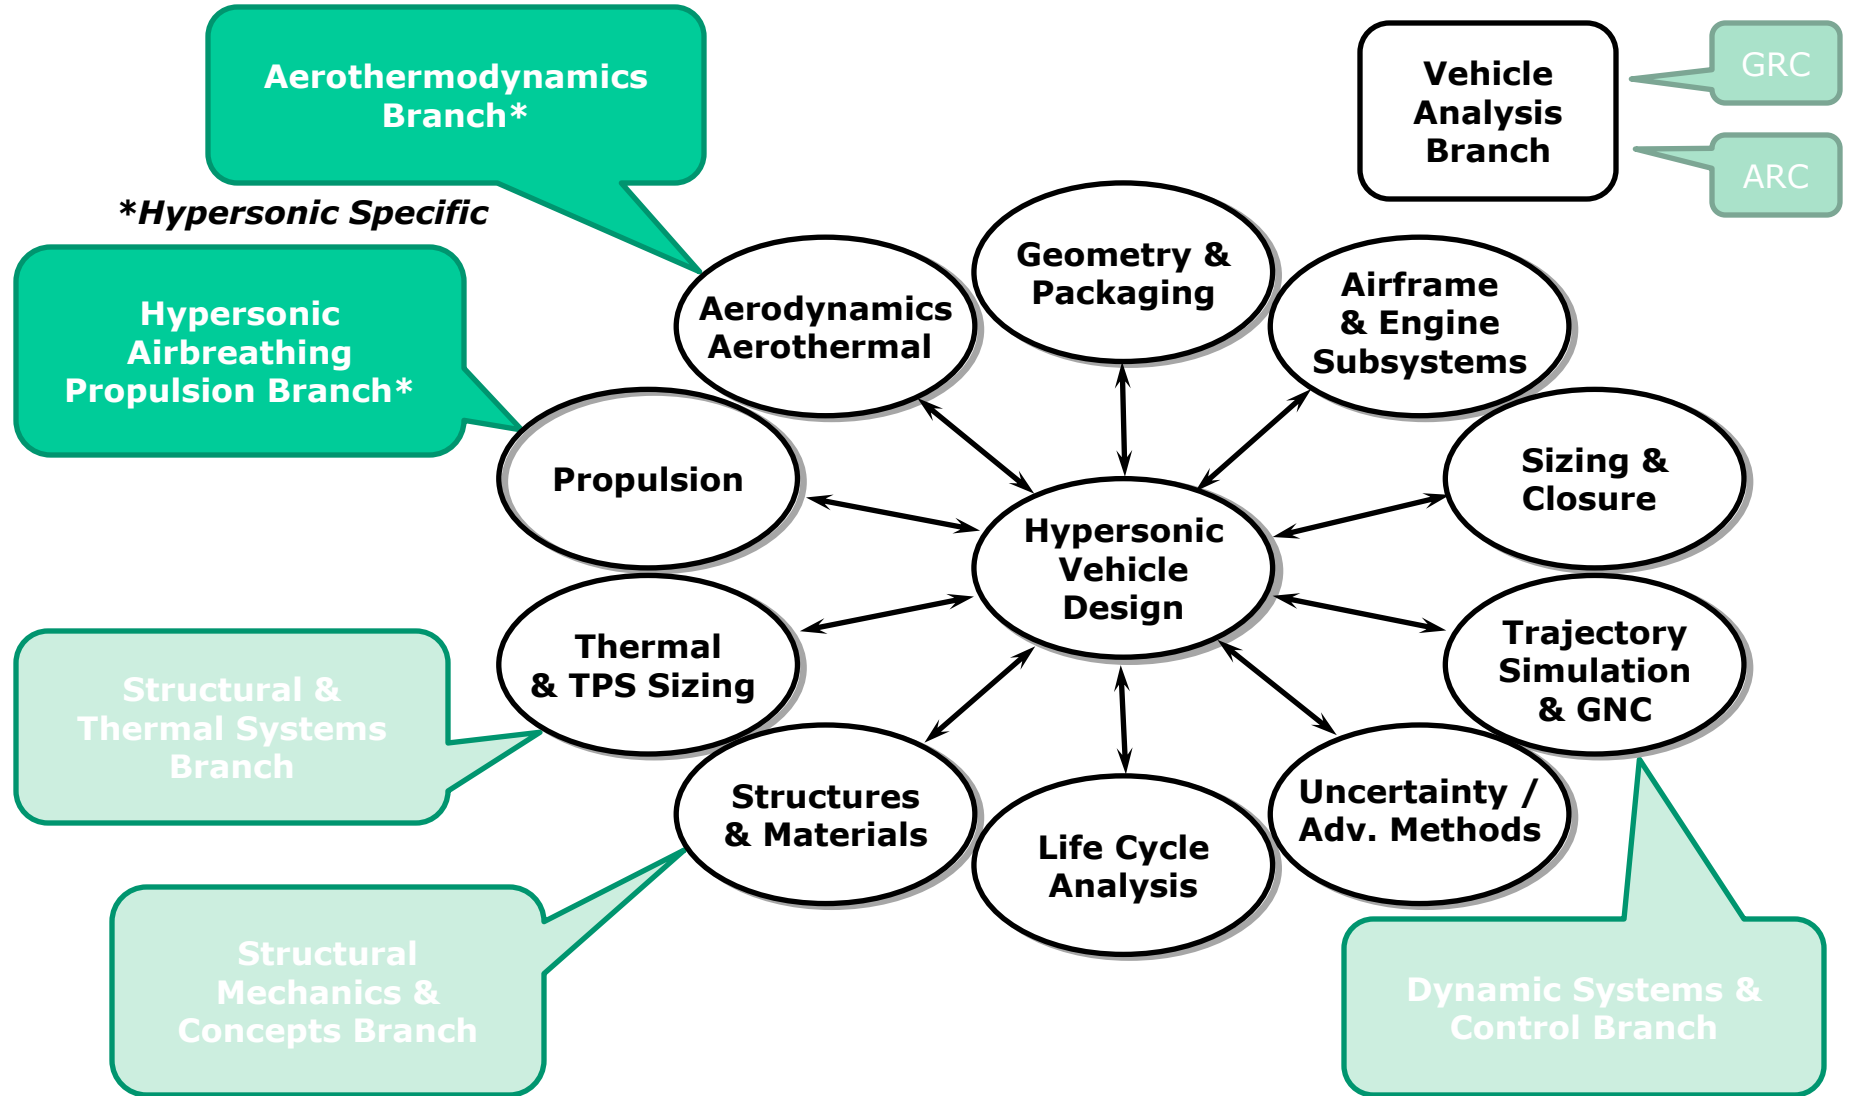 Aerothermodynamics
Branch*
Vehicle
Analysis
Branch
GRC
ARC
*Hypersonic Specific
Hypersonic
Airbreathing
Propulsion Branch*
Aerodynamics
Aerothermal
Geometry &
Packaging
Airframe
& Engine
Subsystems
Propulsion
Sizing &
Closure
Hypersonic
Vehicle
Design
Thermal
& TPS Sizing
Trajectory
Simulation
& GNC
Structural &
Thermal Systems
Branch
Structures
& Materials
Life Cycle
Analysis
Uncertainty /
Adv. Methods
Structural
Mechanics &
Concepts Branch
Dynamic Systems &
Control Branch